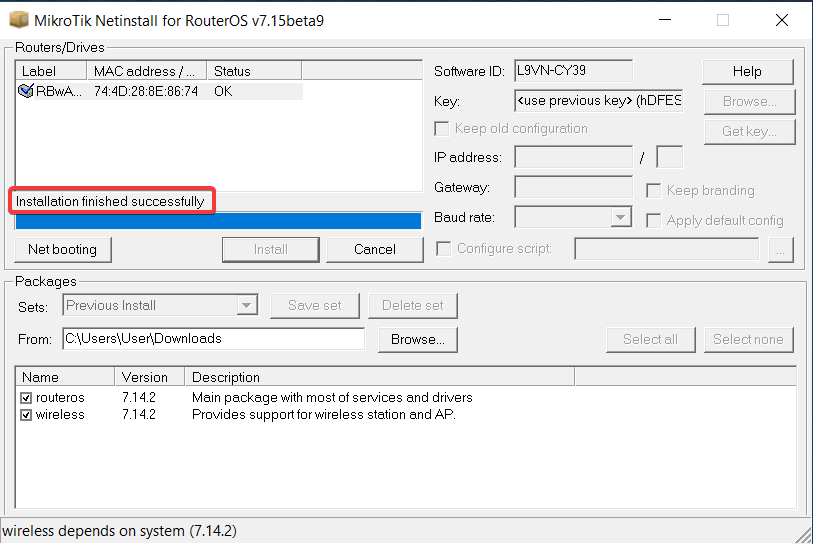 MikroTik Netinstall for RouterOS v7.15beta9
Routers/Drives
Label MAC address / ... Status
RBwA... 74:4D:28:8E:86:74 OK
Software ID: L9VN-CY39 Help
Key: <use previous key> (hDFES Browse...
Keep old configuration Get key...
IP address: /
Gateway: Keep branding
Installation finished successfully
Baud rate: Apply default config
Net booting Install Cancel Configure script: ...
Packages
Sets: Previous Install Save set Delete set
From: C:\Users\User\Downloads Browse... Select all Select none
Name Version Description
routeros 7.14.2 Main package with most of services and drivers
wireless 7.14.2 Provides support for wireless station and AP.
wireless depends on system (7.14.2)